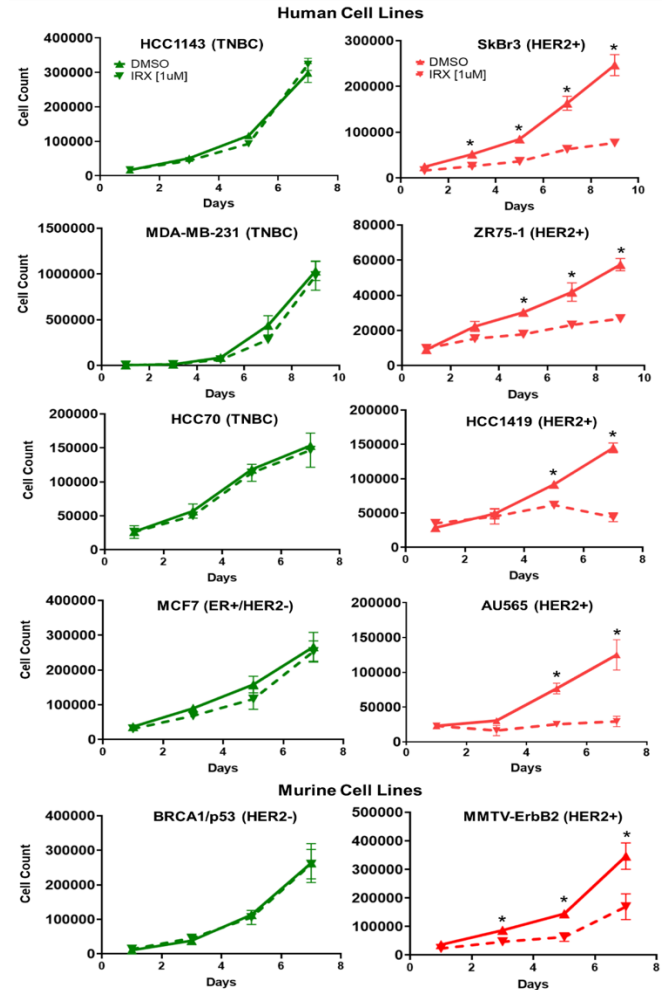 Human Cell Lines
HCC1143 (TNBC)
DMSO
IRX [1uM]
Cell Count
400000
300000
200000
100000
0
0 2 4 6 8
Days
SkBr3 (HER2+)
DMSO
IRX [1uM]
300000
250000
200000
150000
100000
50000
0
* * * *
0 2 4 6 8 10
Days
MDA-MB-231 (TNBC)
Cell Count
1500000
1000000
500000
0
0 2 4 6 8 10
Days
ZR75-1 (HER2+)
80000
60000
40000
20000
0
* * *
0 2 4 6 8 10
Days
HCC70 (TNBC)
Cell Count
200000
150000
100000
50000
0
0 2 4 6 8
Days
HCC1419 (HER2+)
200000
150000
100000
50000
0
* *
0 2 4 6 8
Days
MCF7 (ER+/HER2-)
Cell Count
400000
300000
200000
100000
0
0 2 4 6 8
Days
AU565 (HER2+)
200000
150000
100000
50000
0
* *
0 2 4 6 8
Days
Murine Cell Lines
BRCA1/p53 (HER2-)
Cell Count
400000
300000
200000
100000
0
0 2 4 6 8
Days
MMTV-ErbB2 (HER2+)
500000
400000
300000
200000
100000
0
* * *
0 2 4 6 8
Days